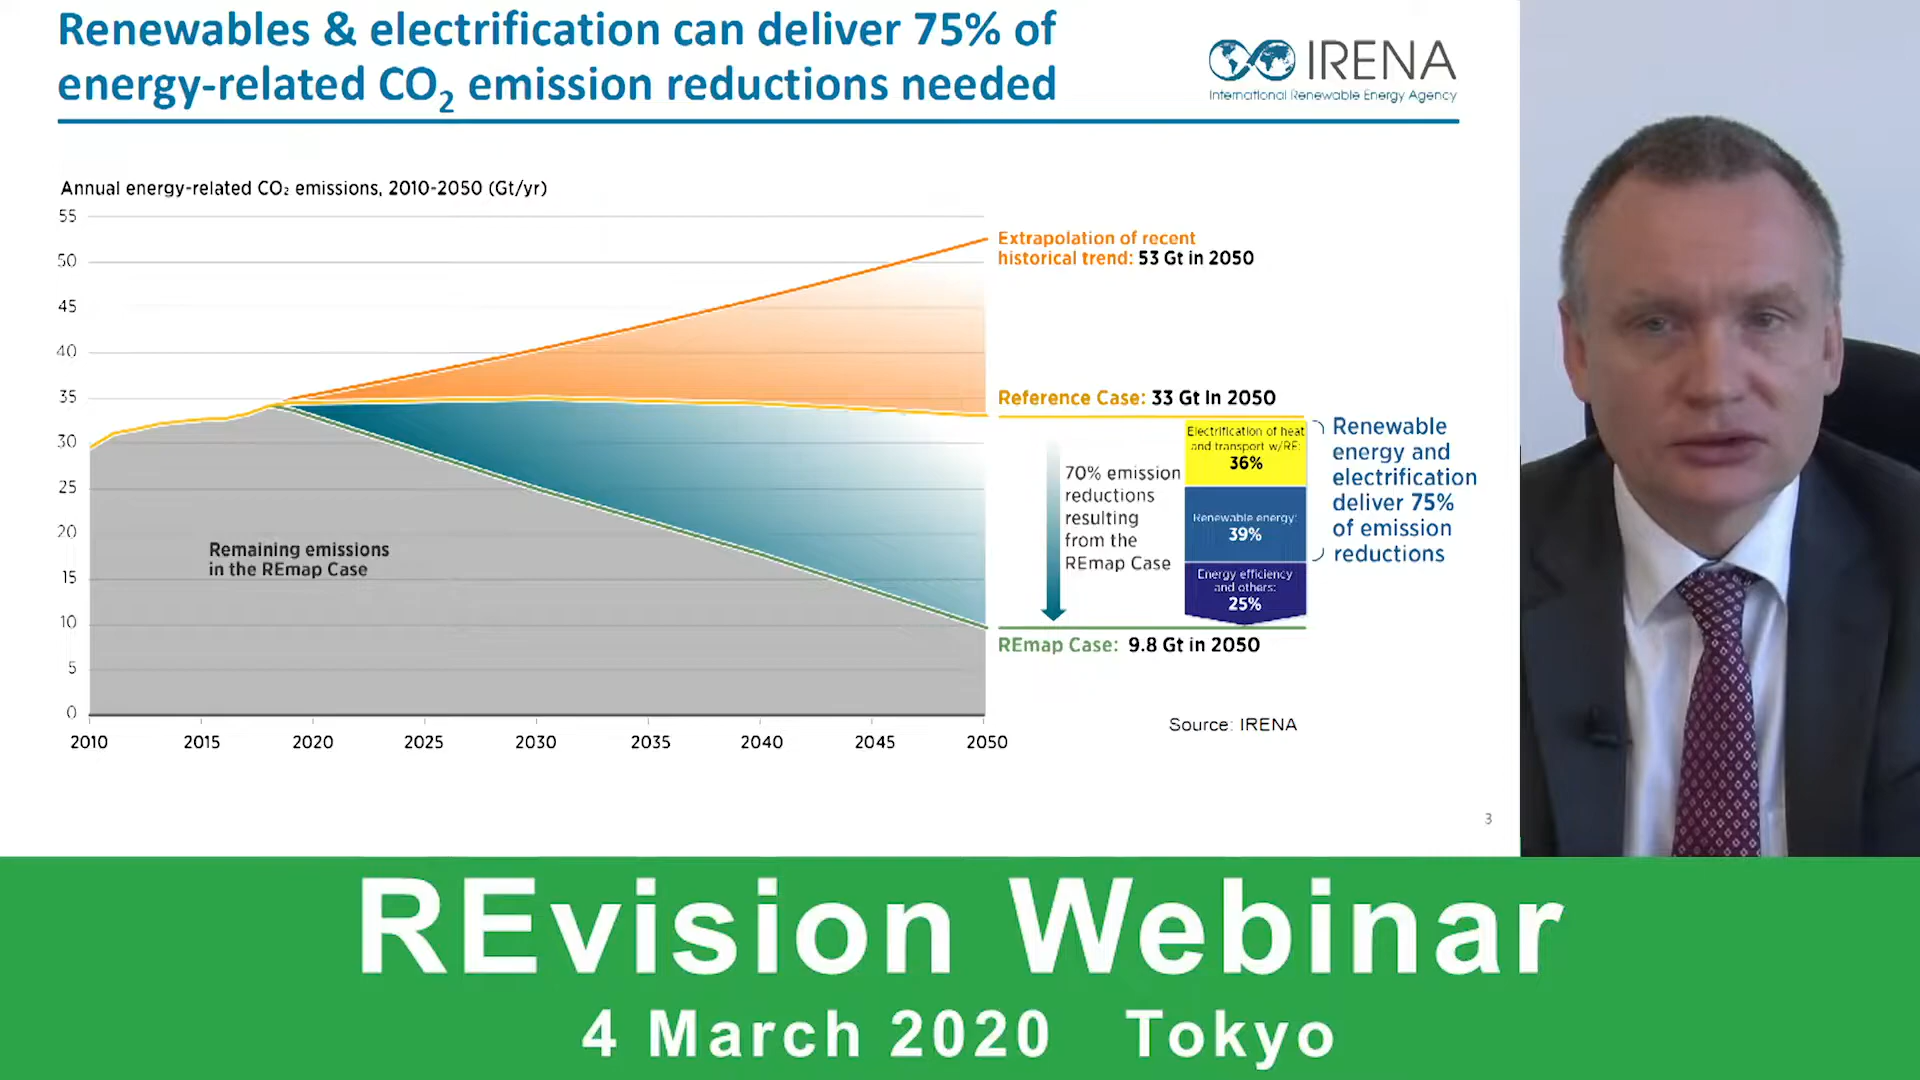 Renewables & electrification can deliver 75% of
energy-related CO2 emission reductions needed
IRENA
International Renewable Energy Agency
Annual energy-related CO2 emissions, 2010-2050 (Gt/yr)
55
50
45
40
35
30
25
20
15
10
5
0
2010 2015 2020 2025 2030 2035 2040 2045 2050
Remaining emissions
in the REmap Case
Extrapolation of recent
historical trend: 53 Gt in 2050
Reference Case: 33 Gt In 2050
70% emission
reductions
resulting
from the
REmap Case
Electrification of heat
and transport w/RE:
36%
Renewable energy:
39%
Energy efficiency
and others:
25%
Renewable
energy and
electrification
deliver 75%
of emission
reductions
REmap Case: 9.8 Gt in 2050
Source: IRENA
3
REvision Webinar
4 March 2020 Tokyo